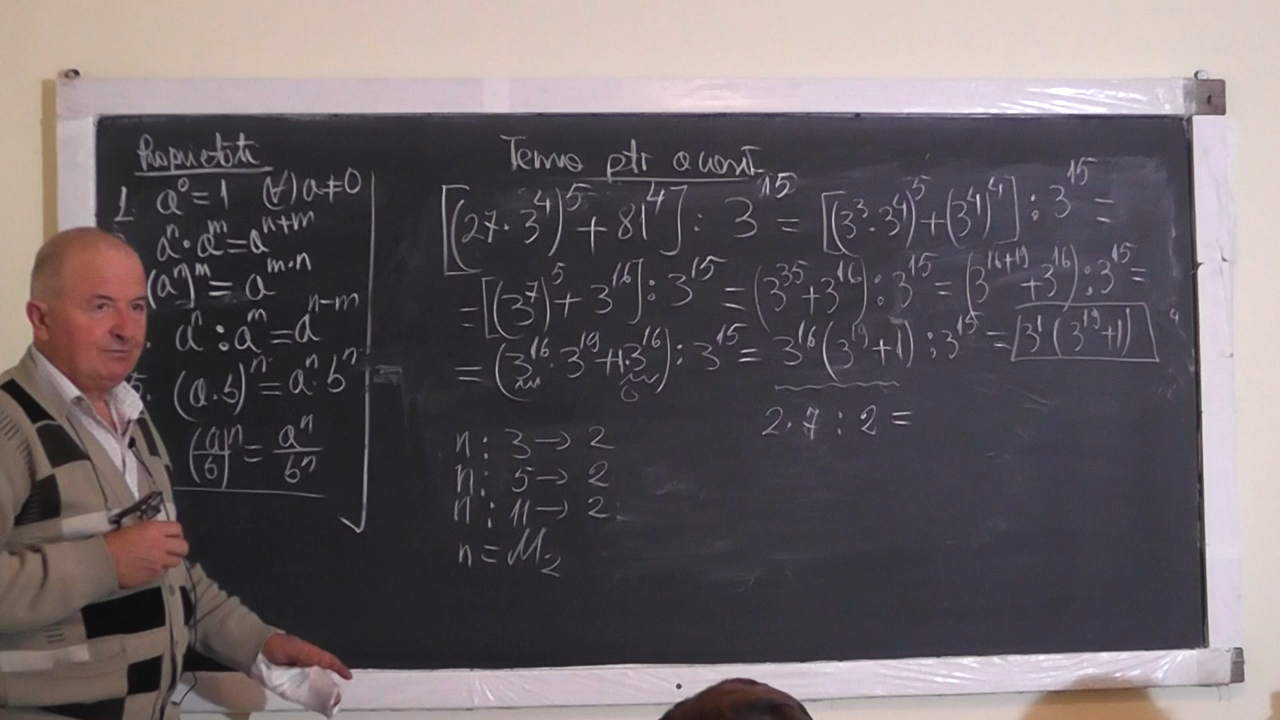 Proprietăți
1. a⁰=1 (∀) a≠0
aⁿ·aᵐ=aⁿ⁺ᵐ
(aⁿ)ᵐ=aᵐ·ⁿ
aⁿ:aᵐ=aⁿ⁻ᵐ
5. (a·b)ⁿ=aⁿ·bⁿ
(a/b)ⁿ=aⁿ/bⁿ
Tema ptr acasă
[(27·3⁴)⁵+81⁴]:3¹⁵=[(3³·3⁴)⁵+(3⁴)⁴]:3¹⁵=
=[(3⁷)⁵+3¹⁶]:3¹⁵=(3³⁵+3¹⁶):3¹⁵=(3¹⁶⁺¹⁹+3¹⁶):3¹⁵=
=(3¹⁶·3¹⁹+1·3¹⁶):3¹⁵=3¹⁶(3¹⁹+1):3¹⁵=3¹(3¹⁹+1)
2·7:2=
n:3→2
n:5→2
n:11→2
n=M₂